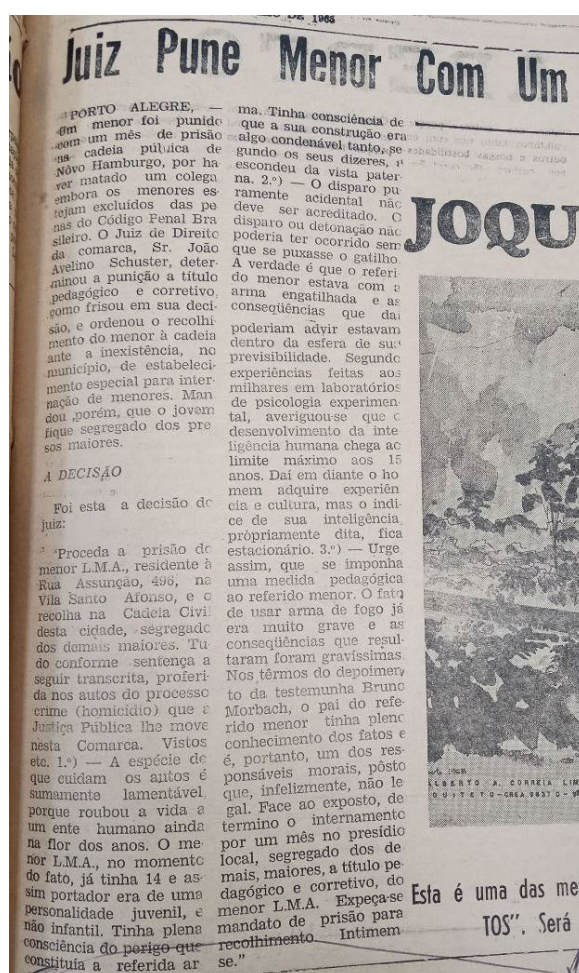 DE 1965
Juiz Pune Menor Com Um
PÔRTO ALEGRE, —
Um menor foi punido
com um mês de prisão
na cadeia pública de
Nôvo Hamburgo, por ha
ver matado um colega
embora os menores es-
tejam excluídos das pe
nas do Código Penal Bra
sileiro. O Juiz de Direito
da comarca, Sr. João
Avelino Schuster, deter-
minou a punição a título
pedagógico e corretivo,
como frisou em sua deci-
são, e ordenou o recolhi-
mento do menor à cadeia
ante a inexistência, no
município, de estabeleci-
mento especial para inter-
nação de menores. Man
dou ,porém, que o jovem
fique segregado dos pre
sos maiores.
A DECISÃO
Foi esta a decisão do
juiz:
"Proceda a prisão do
menor L.M.A., residente à
Rua Assunção, 496, na
Vila Santo Afonso, e o
recolha na Cadeia Civil
desta cidade, segregado
dos demais maiores. Tu-
do conforme sentença a
seguir transcrita, proferi-
da nos autos do processo
crime (homicídio) que a
Justiça Pública lhe move
nesta Comarca. Vistos
etc. 1.º) — A espécie de
que cuidam os autos é
sumamente lamentável
porque roubou a vida a
um ente humano ainda
na flor dos anos. O me-
nor L.M.A., no momento
do fato, já tinha 14 e as-
sim portador era de uma
personalidade juvenil, e
não infantil. Tinha plena
consciência do perigo que
constituía a referida ar
ma. Tinha consciência de
que a sua construção era
algo condenável tanto, se
gundo os seus dizeres, a
escondeu da vista pater-
na. 2.º) — O disparo pu-
ramente acidental não
deve ser acreditado. O
disparo ou detonação não
poderia ter ocorrido sem
que se puxasse o gatilho.
A verdade é que o referi-
do menor estava com a
arma engatilhada e as
conseqüências que daí
poderiam advir estavam
dentro da esfera de sua
previsibilidade. Segundo
experiências feitas aos
milhares em laboratórios
de psicologia experimen-
tal, averiguou-se que o
desenvolvimento da inte
ligência humana chega ao
limite máximo aos 15
anos. Daí em diante o ho
mem adquire experiên
cia e cultura, mas o índi-
ce de sua inteligência,
pròpriamente dita, fica
estacionário. 3.º) — Urge
assim, que se imponha
uma medida pedagógica
ao referido menor. O fato
de usar arma de fogo já
era muito grave e as
conseqüências que resul-
taram foram gravíssimas.
Nos têrmos do depoimen
to da testemunha Bruno
Morbach, o pai do refe-
rido menor tinha pleno
conhecimento dos fatos e
é, portanto, um dos res-
ponsáveis morais, pôsto
que, infelizmente, não le
gal. Face ao exposto, de
termino o internamento
por um mês no presídio
local, segregado dos de
mais, maiores, a título pe-
dagógico e corretivo, do
menor L.M.A. Expeça-se
mandato de prisão para
recolhimento. Intimem
se."
JOQU
ALBERTO A. CORREIA LIM
QUITETO-CREA.9837 D-
Esta é uma das me
TOS". Será